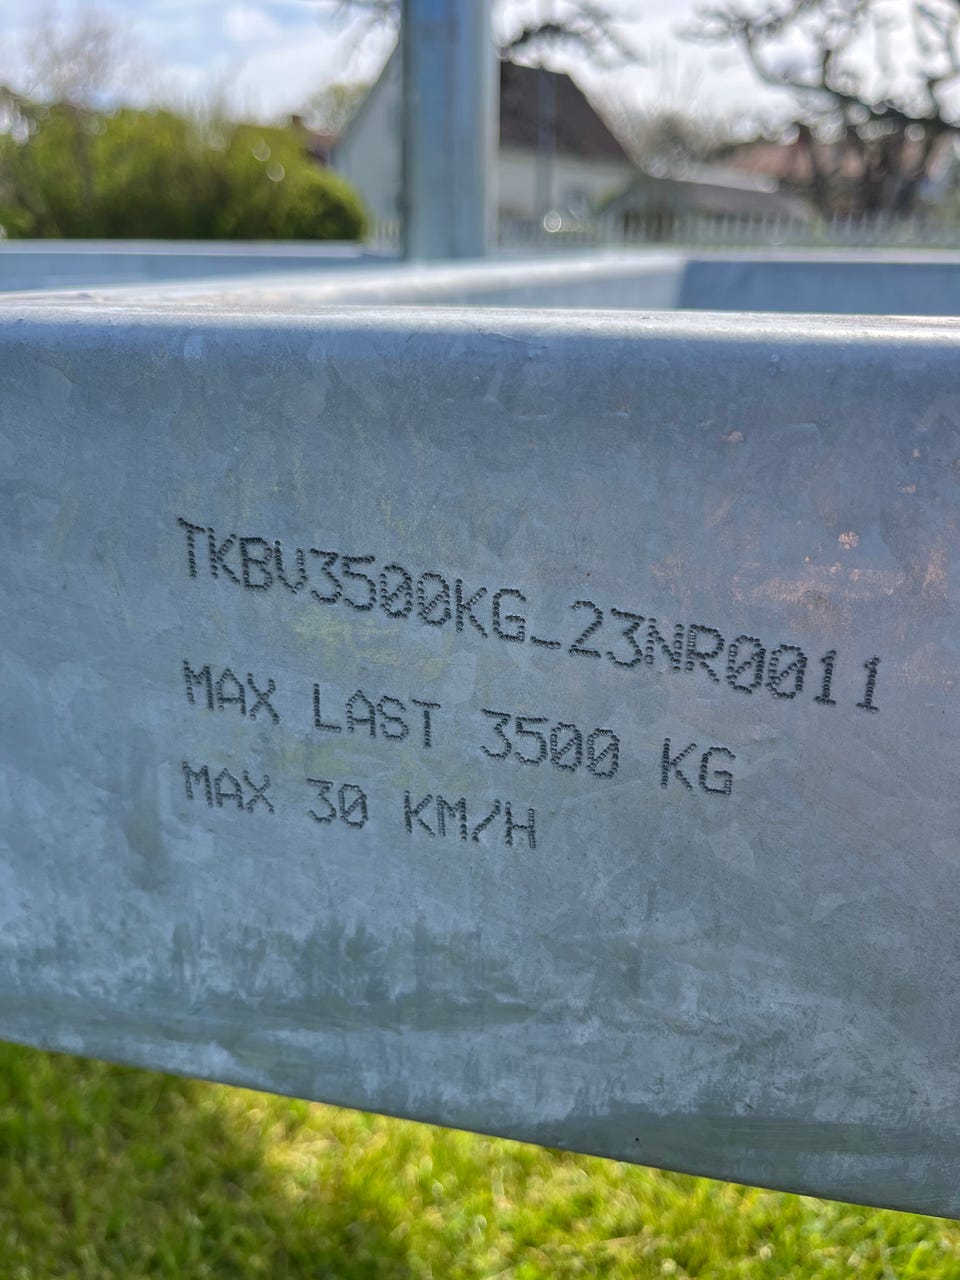 TKBV3500KG_23NR0011
MAX LAST 3500 KG
MAX 30 KM/H